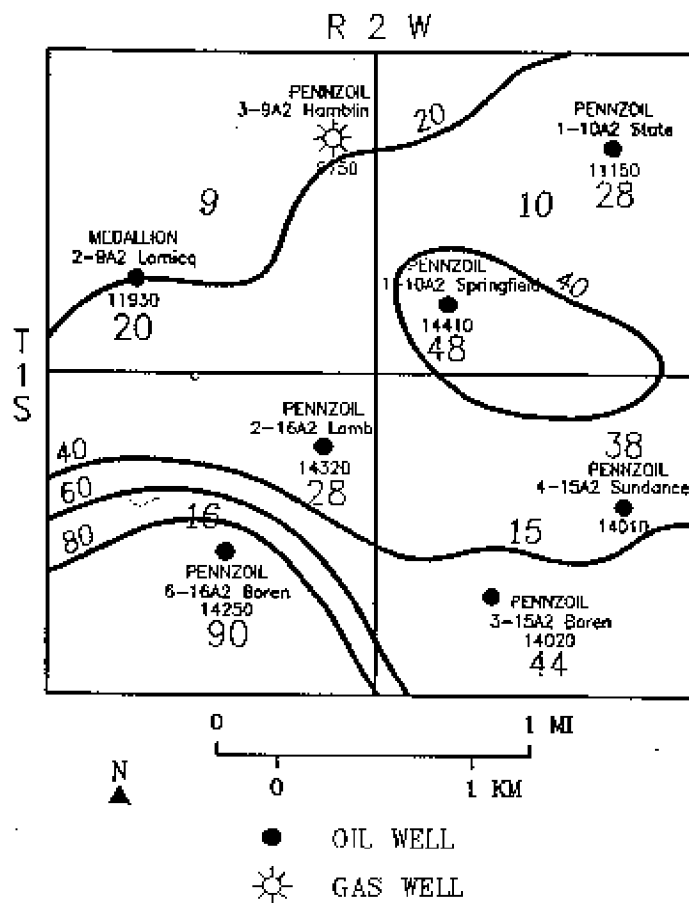 R 2 W
PENNZOIL
3-9A2 Hamblin
20
PENNZOIL
1-10A2 State
11150
28
9
10
MEDALLION
2-9A2 Lamicq
11930
20
PENNZOIL
1-10A2 Springfield
14410
48
40
T
1
S
PENNZOIL
2-16A2 Lamb
14320
28
38
PENNZOIL
4-15A2 Sundance
14010
40
60
80
16
15
PENNZOIL
6-16A2 Boren
14250
90
PENNZOIL
3-15A2 Boren
14020
44
0 1 MI
0 1 KM
N
OIL WELL
GAS WELL